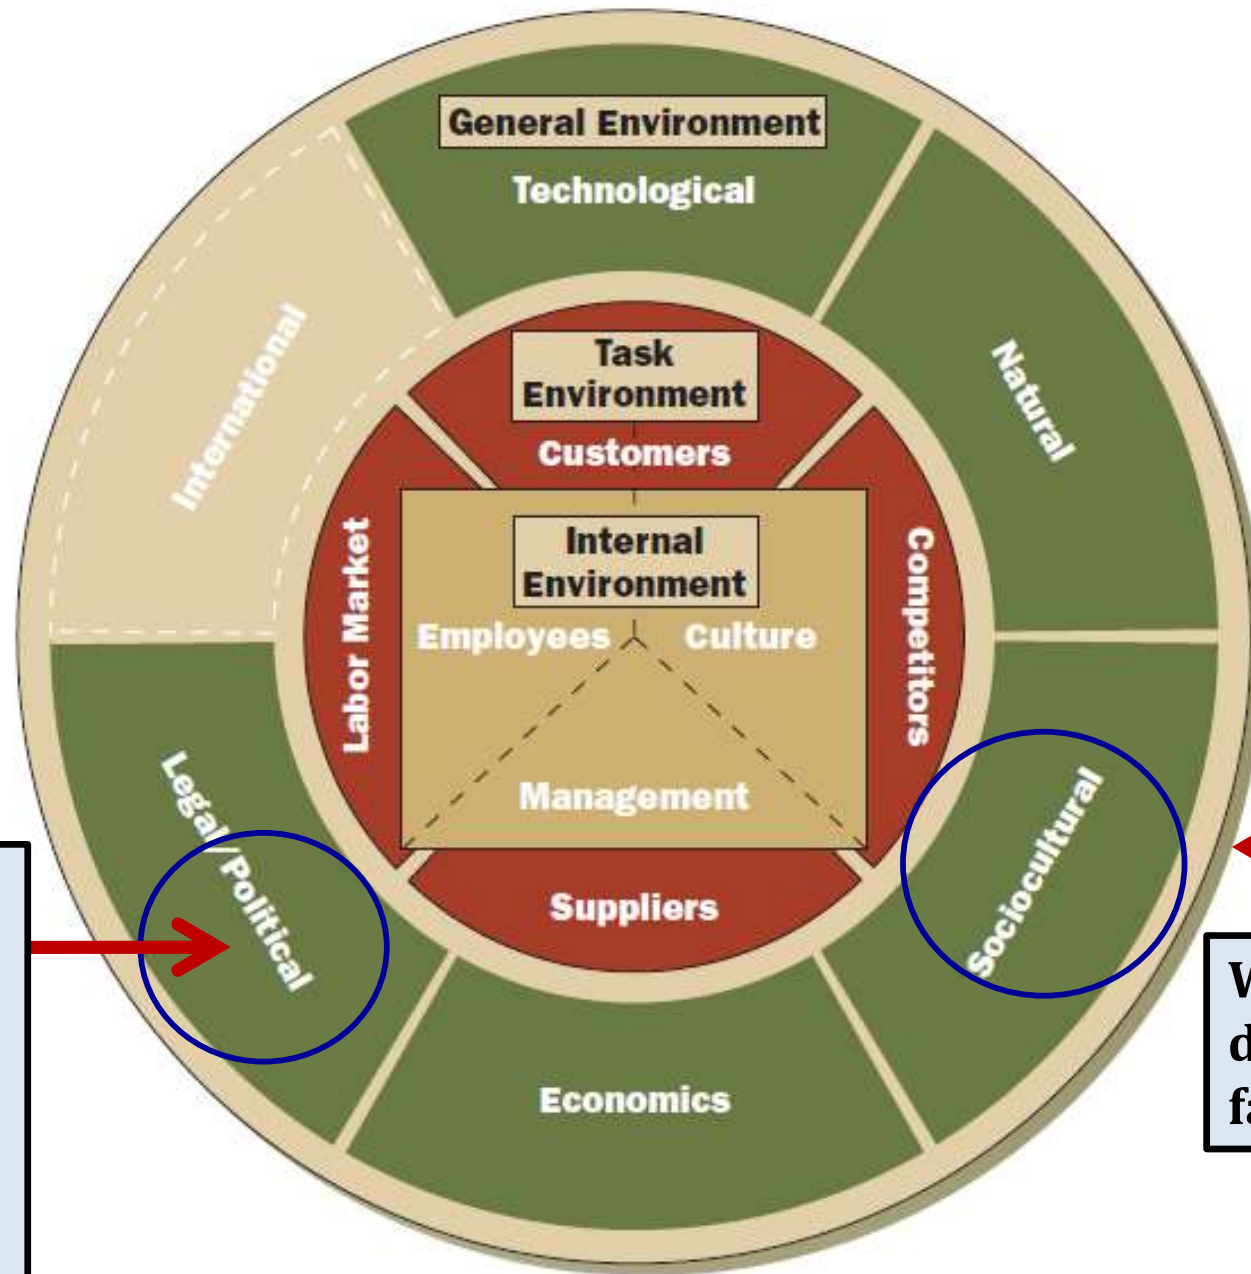 General Environment
Technological
International
Natural
Task
Environment
Customers
Labor Market
Competitors
Internal
Environment
Employees
Culture
Management
Suppliers
Legal/Political
Sociocultural
Economics